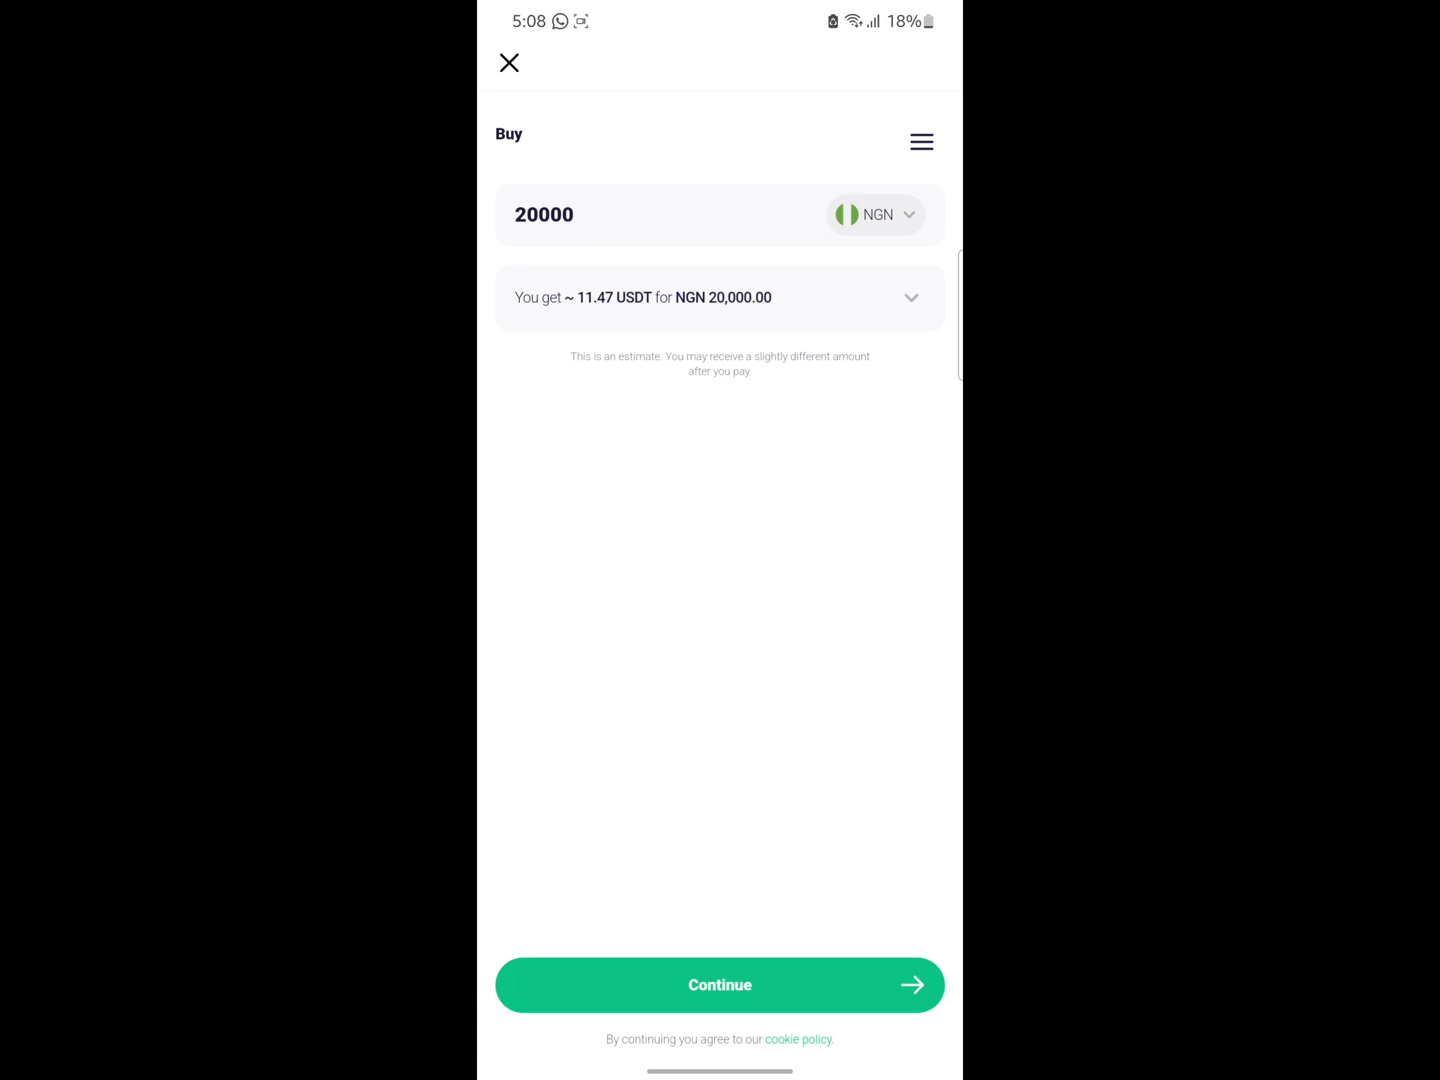 5:08
18%
Buy
20000
NGN
You get ~ 11.47 USDT for NGN 20,000.00
This is an estimate. You may receive a slightly different amount
after you pay.
Continue
By continuing you agree to our cookie policy.